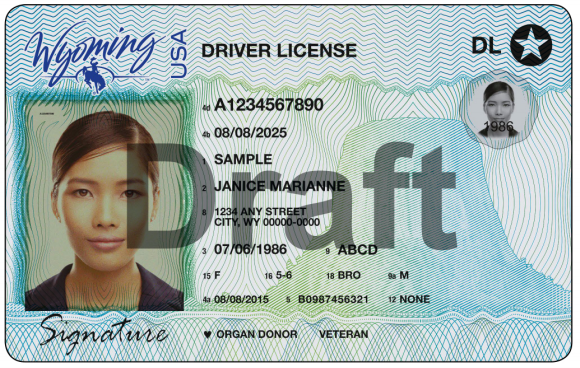 Wyoming USA DRIVER LICENSE DL
4d A1234567890
4b 08/08/2025
1986
1 SAMPLE
2 JANICE MARIANNE
Draft
8 1234 ANY STREET
CITY, WY 00000-0000
3 07/06/1986 9 ABCD
15 F 16 5-6 18 BRO 9a M
4a 08/08/2015 5 B0987456321 12 NONE
Signature ♥ ORGAN DONOR VETERAN